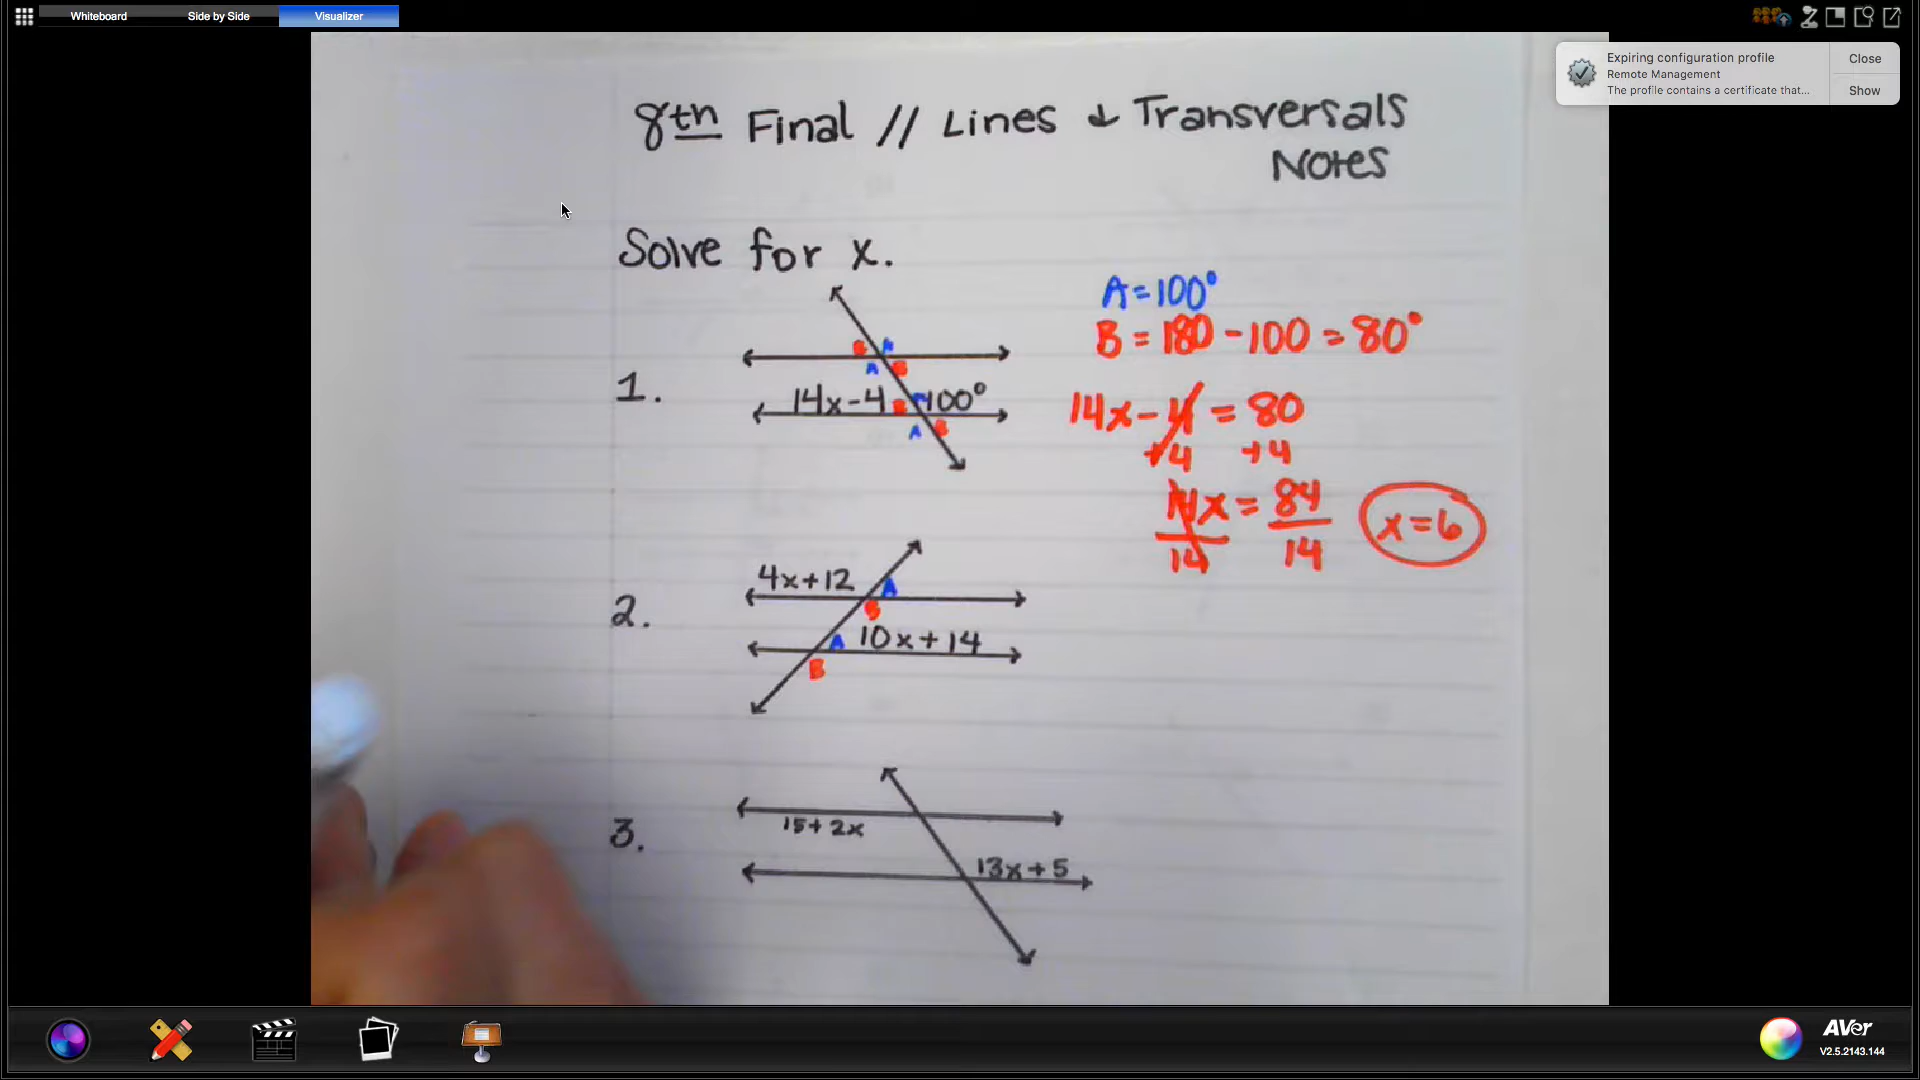 Whiteboard
Side by Side
Visualizer
Expiring configuration profile
Remote Management
The profile contains a certificate that...
Close
Show
8th Final // Lines & Transversals
Notes
Solve for x.
A=100°
B = 180 - 100 = 80°
1.
B A
A B
14x-4 B A 100°
A B
14x - 4 = 80
+4 +4
14x = 84
14 14
x=6
2.
4x+12 A
B
A 10x+14
B
3.
15+2x
13x+5
AVer
V2.5.2143.144